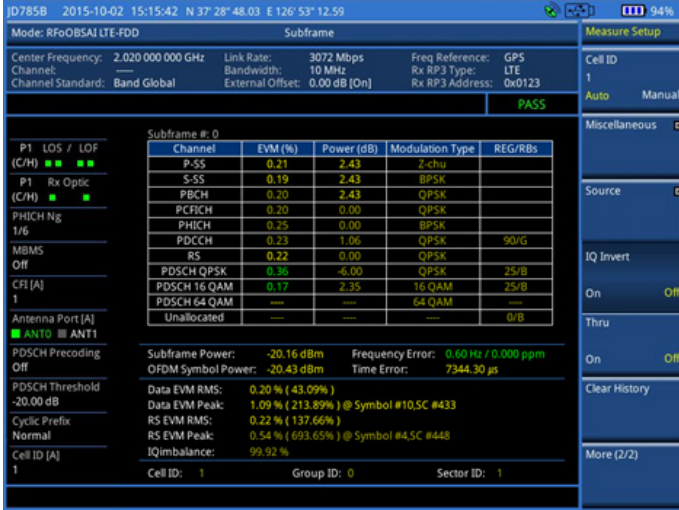 JD785B 2015-10-02 15:15:42 N 37° 28" 48.03 E 126° 53" 12.59 94%
Mode: RFoOBSAI LTE-FDD Subframe Measure Setup
Center Frequency: 2.020 000 000 GHz Link Rate: 3072 Mbps Freq Reference: GPS
Channel: ---- Bandwidth: 10 MHz Rx RP3 Type: LTE
Channel Standard: Band Global External Offset: 0.00 dB [On] Rx RP3 Address: 0x0123
PASS
Cell ID
1
Auto Manual
Miscellaneous
Source
IQ Invert
On Off
Thru
On Off
Clear History
More (2/2)
P1 LOS / LOF
(C/H)
P1 Rx Optic
(C/H)
PHICH Ng
1/6
MBMS
Off
CFI [A]
1
Antenna Port [A]
ANT0 ANT1
PDSCH Precoding
Off
PDSCH Threshold
-20.00 dB
Cyclic Prefix
Normal
Cell ID [A]
1
Subframe #: 0
Channel EVM (%) Power (dB) Modulation Type REG/RBs
P-SS 0.21 2.43 Z-chu
S-SS 0.19 2.43 BPSK
PBCH 0.20 2.43 QPSK
PCFICH 0.20 0.00 QPSK
PHICH 0.25 0.00 BPSK
PDCCH 0.23 1.06 QPSK 90/G
RS 0.22 0.00 QPSK
PDSCH QPSK 0.36 -6.00 QPSK 25/B
PDSCH 16 QAM 0.17 2.35 16 QAM 25/B
PDSCH 64 QAM ---- ---- 64 QAM ----
Unallocated ---- ---- ---- 0/B
Subframe Power: -20.16 dBm Frequency Error: 0.60 Hz / 0.000 ppm
OFDM Symbol Power: -20.43 dBm Time Error: 7344.30 µs
Data EVM RMS: 0.20 % ( 43.09% )
Data EVM Peak: 1.09 % ( 213.89% ) @ Symbol #10,SC #433
RS EVM RMS: 0.22 % ( 137.66% )
RS EVM Peak: 0.54 % ( 693.65% ) @ Symbol #4,SC #448
IQimbalance: 99.92 %
Cell ID: 1 Group ID: 0 Sector ID: 1